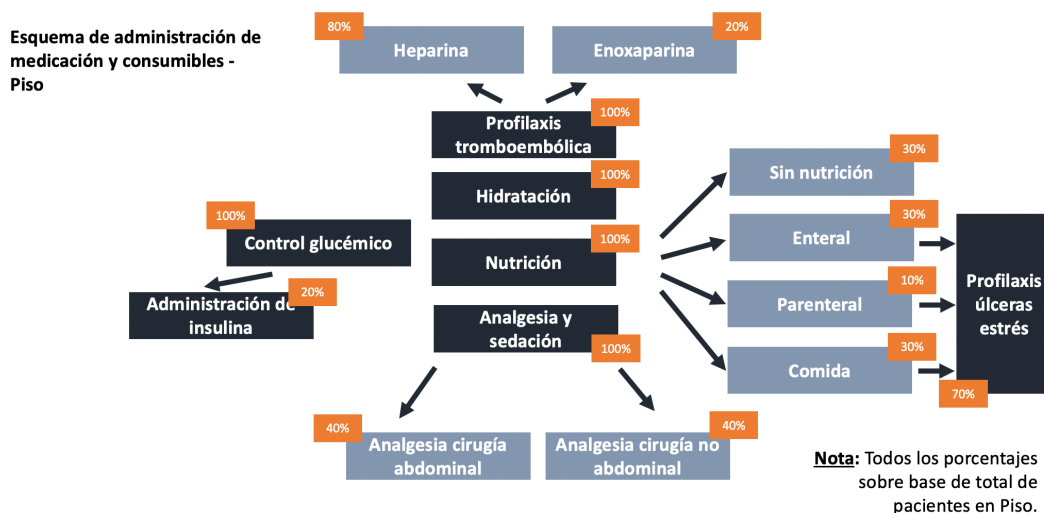 Esquema de administración de
medicación y consumibles -
Piso
80%
Heparina
20%
Enoxaparina
100%
Profilaxis
tromboembólica
100%
Hidratación
100%
Control glucémico
20%
Administración de
insulina
100%
Nutrición
30%
Sin nutrición
30%
Enteral
10%
Parenteral
30%
Comida
Profilaxis
úlceras
estrés
70%
Analgesia y
sedación
100%
40%
Analgesia cirugía
abdominal
40%
Analgesia cirugía no
abdominal
Nota: Todos los porcentajes
sobre base de total de
pacientes en Piso.